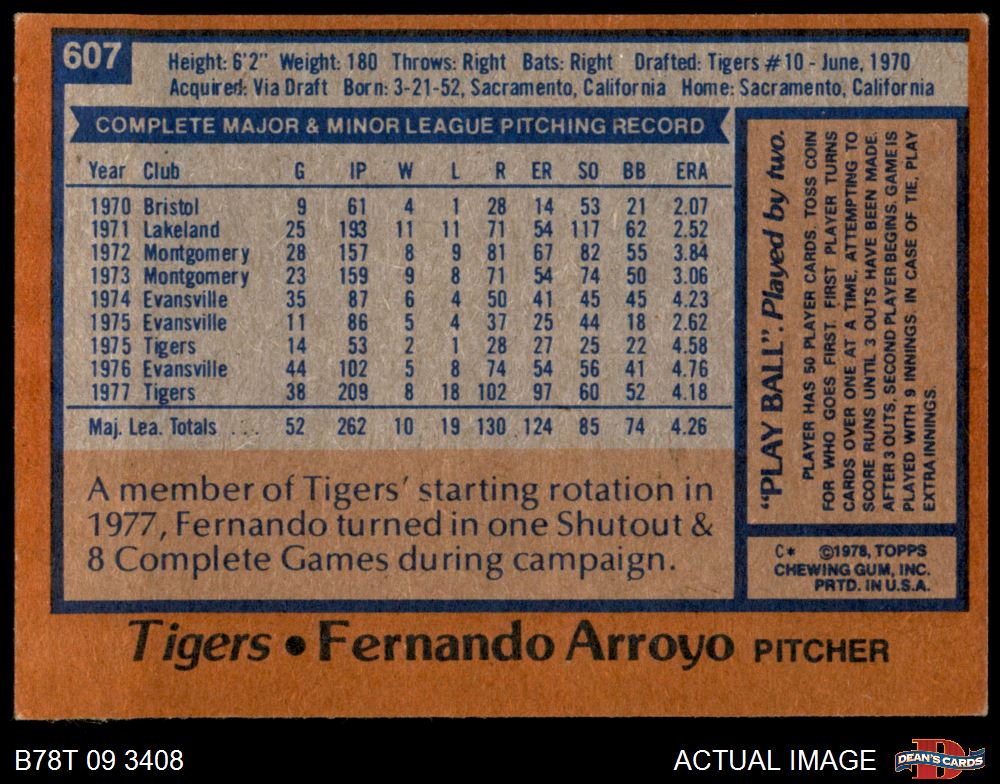 607
Height: 6'2" Weight: 180 Throws: Right Bats: Right Drafted: Tigers #10 - June, 1970
Acquired: Via Draft Born: 3-21-52, Sacramento, California Home: Sacramento, California
COMPLETE MAJOR & MINOR LEAGUE PITCHING RECORD
Year Club G IP W L R ER SO BB ERA
1970 Bristol 9 61 4 1 28 14 53 21 2.07
1971 Lakeland 25 193 11 11 71 54 117 62 2.52
1972 Montgomery 28 157 8 9 81 67 82 55 3.84
1973 Montgomery 23 159 9 8 71 54 74 50 3.06
1974 Evansville 35 87 6 4 50 41 45 45 4.23
1975 Evansville 11 86 5 4 37 25 44 18 2.62
1975 Tigers 14 53 2 1 28 27 25 22 4.58
1976 Evansville 44 102 5 8 74 54 56 41 4.76
1977 Tigers 38 209 8 18 102 97 60 52 4.18
Maj. Lea. Totals ... 52 262 10 19 130 124 85 74 4.26
A member of Tigers' starting rotation in
1977, Fernando turned in one Shutout &
8 Complete Games during campaign.
"PLAY BALL". Played by two.
PLAYER HAS 50 PLAYER CARDS. TOSS COIN
FOR WHO GOES FIRST. FIRST PLAYER TURNS
CARDS OVER ONE AT A TIME, ATTEMPTING TO
SCORE RUNS UNTIL 3 OUTS HAVE BEEN MADE.
AFTER 3 OUTS, SECOND PLAYER BEGINS. GAME IS
PLAYED WITH 9 INNINGS. IN CASE OF TIE, PLAY
EXTRA INNINGS.
C* ©1978, TOPPS
CHEWING GUM, INC.
PRTD. IN U.S.A.
Tigers • Fernando Arroyo PITCHER
B78T 09 3408
ACTUAL IMAGE
D
DEAN'S CARDS